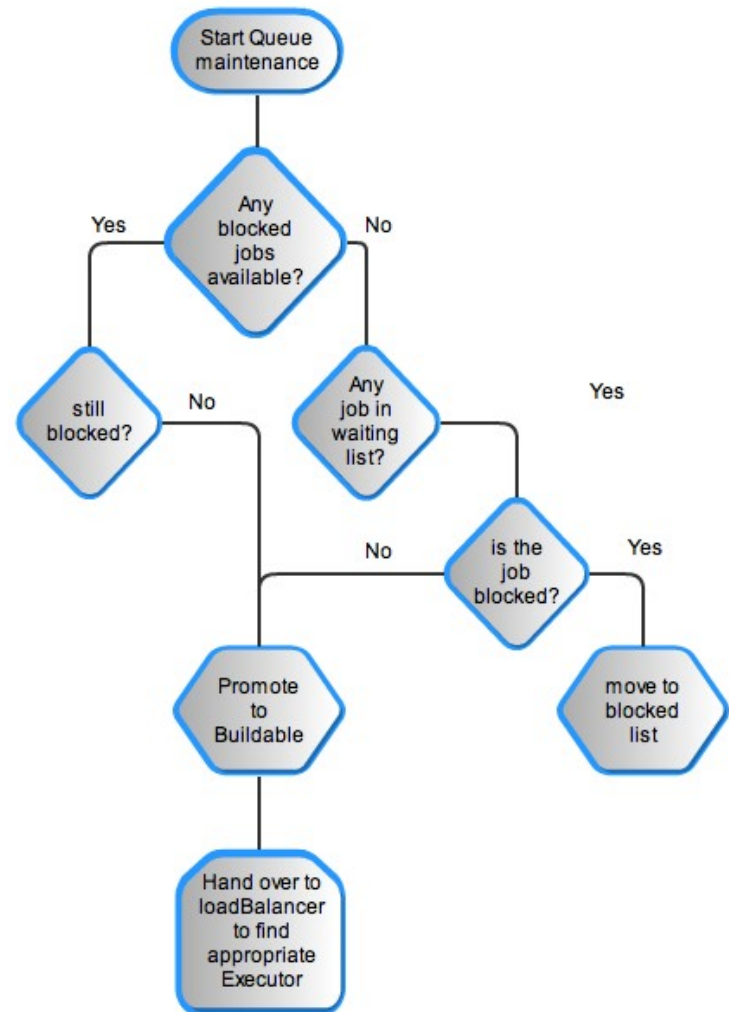 Start Queue
maintenance
Any
blocked
jobs
available?
Yes
No
still
blocked?
No
Any
job in
waiting
list?
Yes
is the
job
blocked?
No
Yes
Promote
to
Buildable
move to
blocked
list
Hand over to
loadBalancer
to find
appropriate
Executor